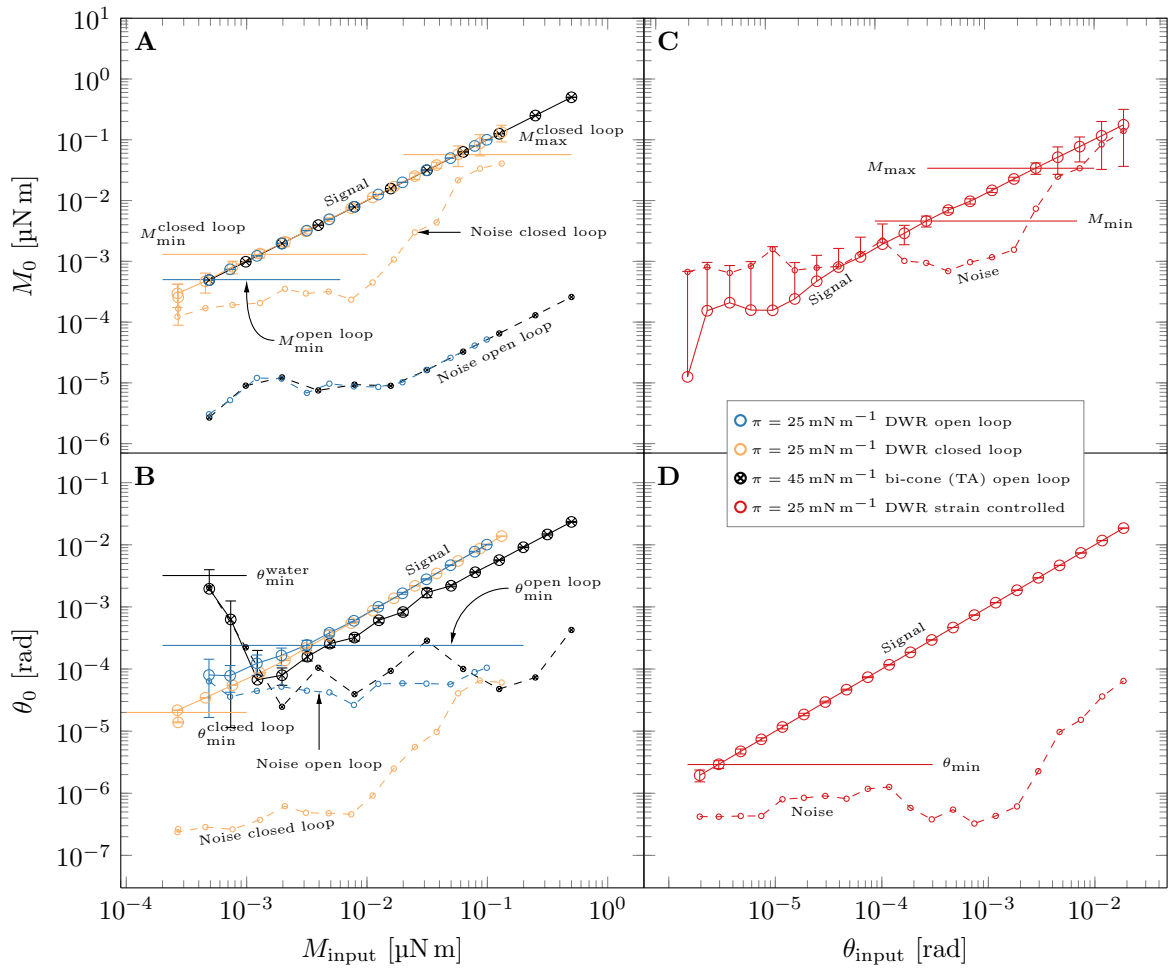 A
C
10^1
10^0
10^−1
10^−2
10^−3
10^−4
10^−5
10^−6
M_0 [µN m]
M_max^closed loop
Signal
M_min^closed loop
Noise closed loop
M_min^open loop
Noise open loop
M_max
M_min
Noise
Signal
π = 25 mN m^−1 DWR open loop
π = 25 mN m^−1 DWR closed loop
π = 45 mN m^−1 bi-cone (TA) open loop
π = 25 mN m^−1 DWR strain controlled
B
D
10^−1
10^−2
10^−3
10^−4
10^−5
10^−6
10^−7
θ_0 [rad]
Signal
θ_min^water
θ_min^open loop
θ_min^closed loop
Noise open loop
Noise closed loop
Signal
θ_min
Noise
10^−4 10^−3 10^−2 10^−1 10^0
10^−5 10^−4 10^−3 10^−2
M_input [µN m]
θ_input [rad]